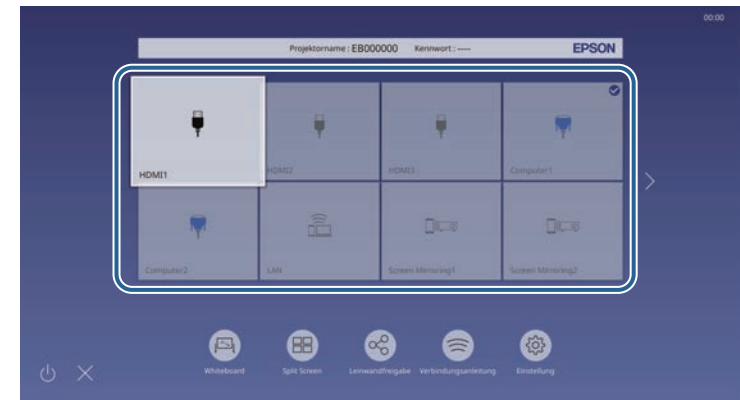 00:00
Projektorname : EB000000 Kennwort : ---- EPSON
HDMI1 HDMI2 HDMI3 Computer1
Computer2 LAN Screen Mirroring1 Screen Mirroring2
Whiteboard Split Screen Leinwandfreigabe Verbindungsanleitung Einstellung